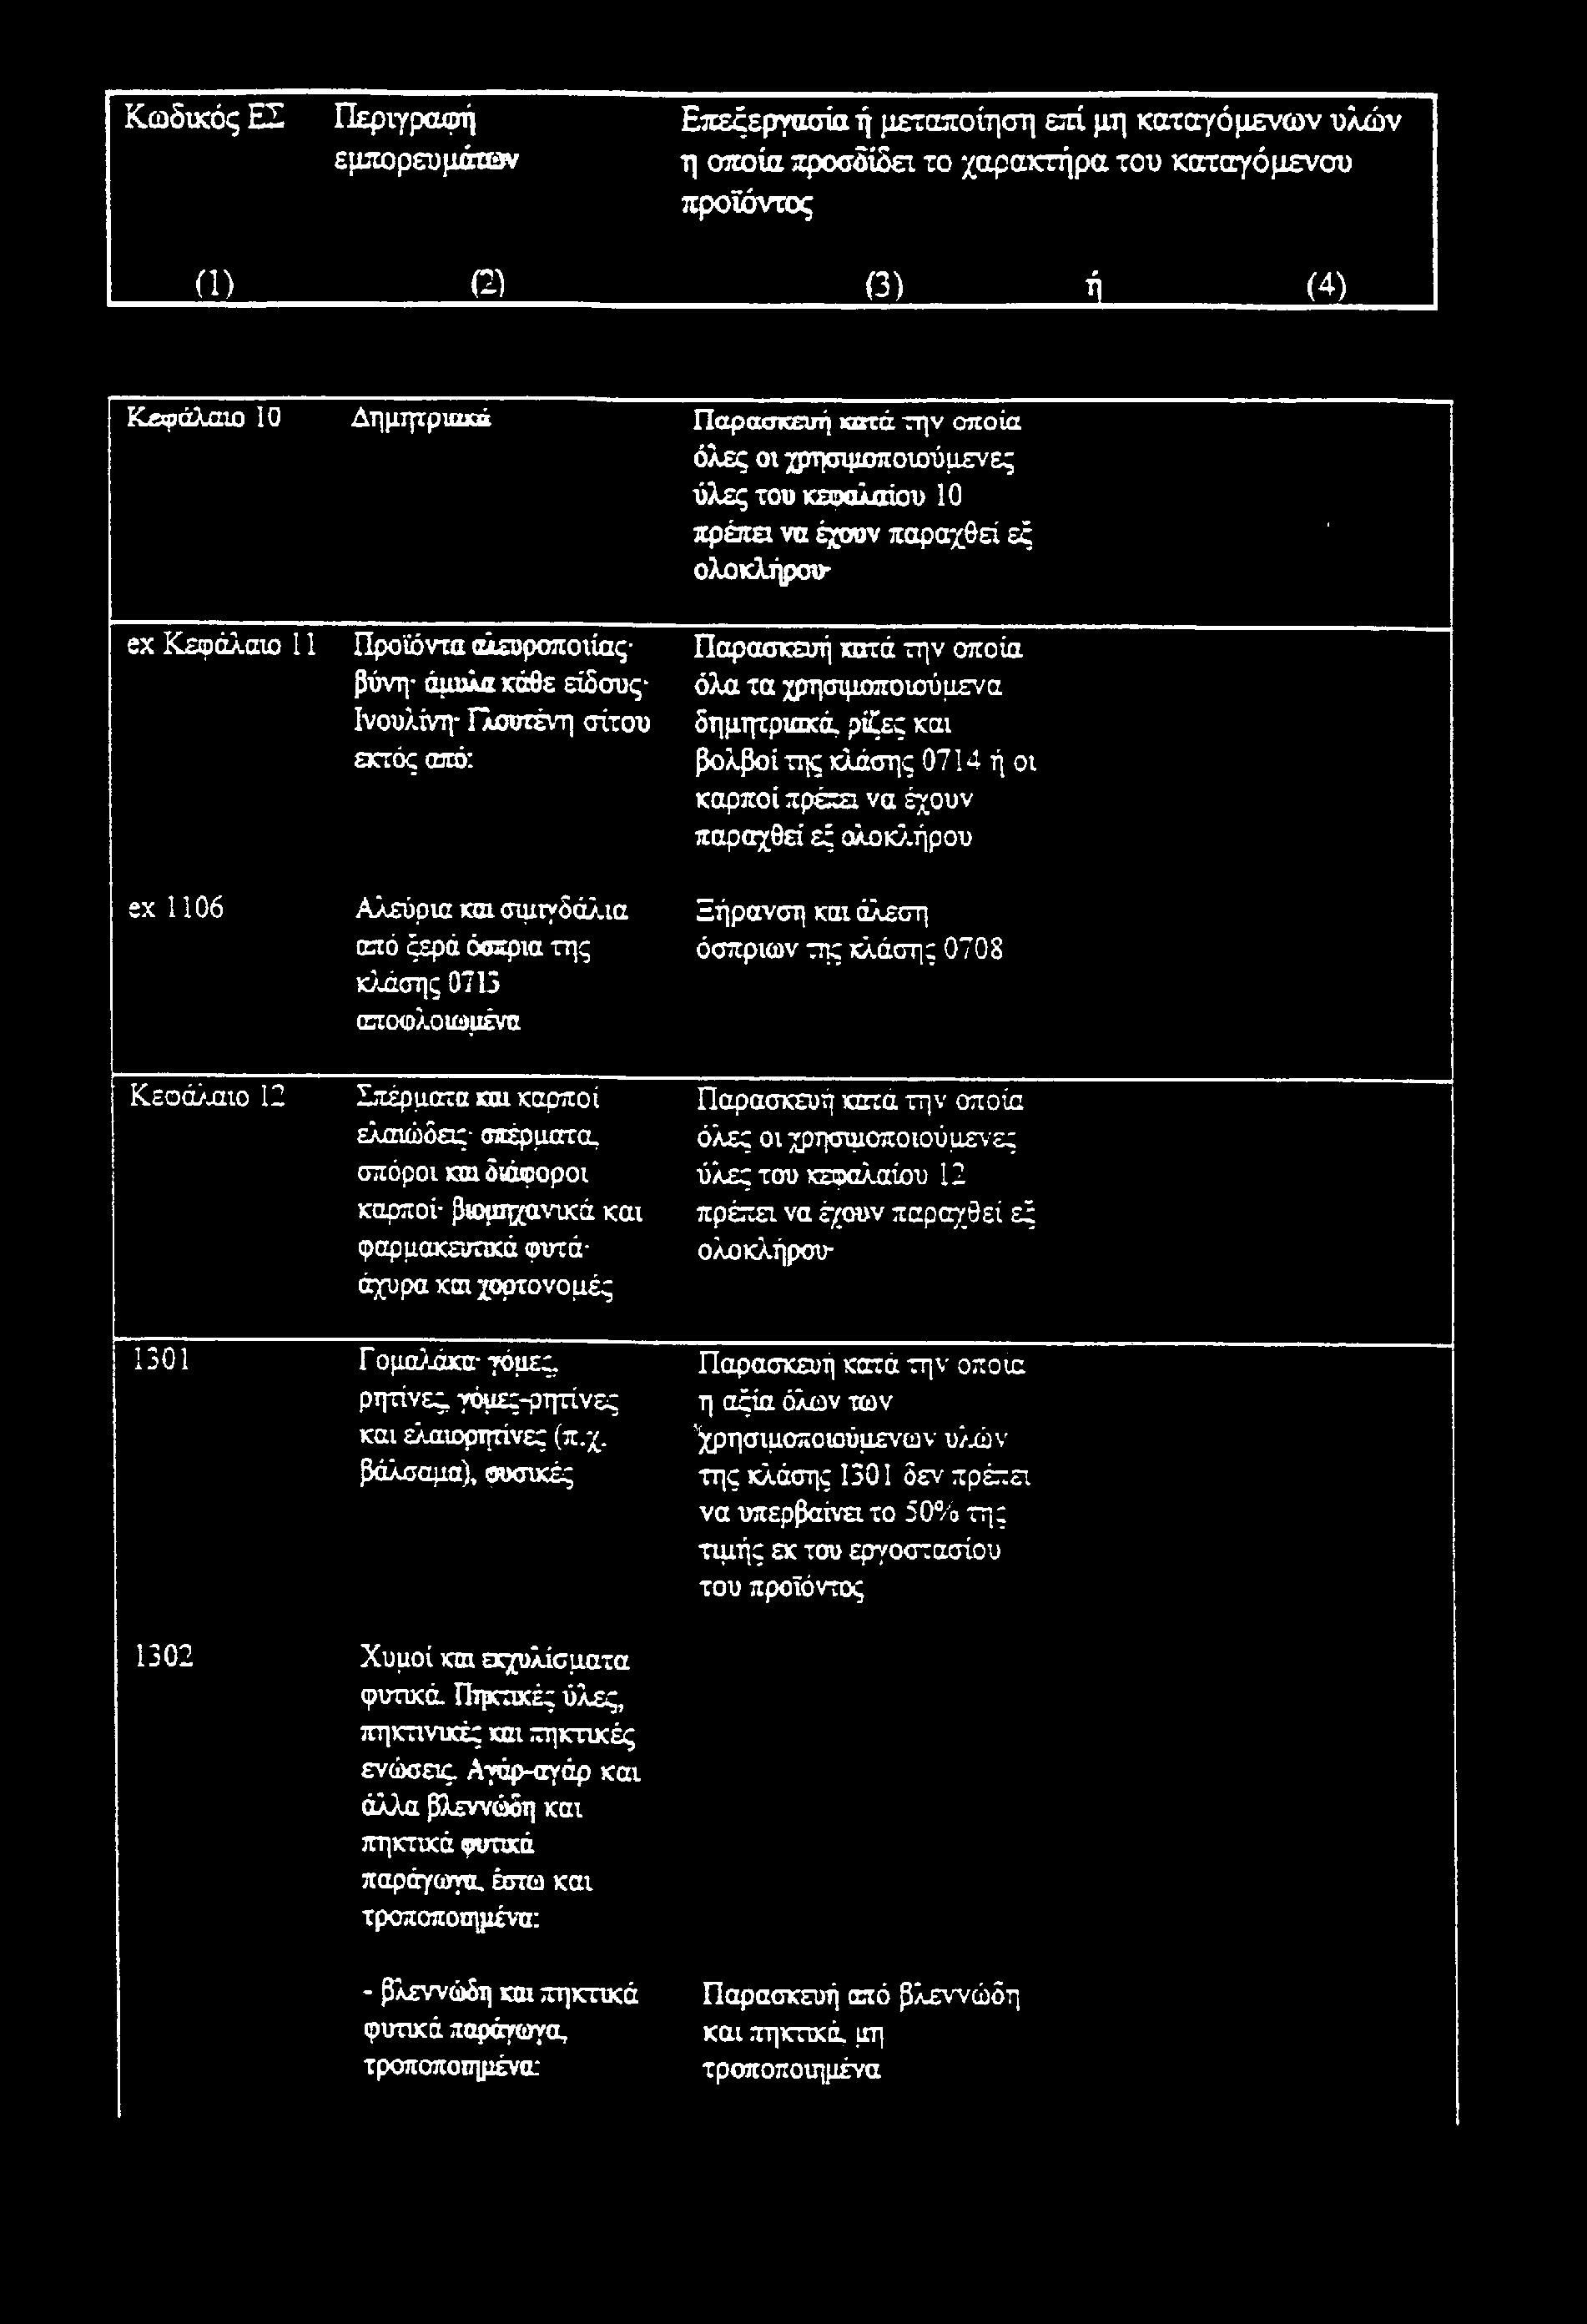 Κωδικός ΕΣ Περιγραφή Επεξεργασία ή μεταποίηση επί μη καταγόμενων υλών
εμπορευμάτων η οποία προσδίδει το χαρακτήρα του καταγόμενου
προϊόντος
(1) (2) (3) ή (4)
Κεφάλαιο 10 Δημητριακά Παρασκευή κατά την οποία
όλες οι χρησιμοποιούμενες
ύλες του κεφαλαίου 10
πρέπει να έχουν παραχθεί εξ
ολοκλήρου·
ex Κεφάλαιο 11 Προϊόντα αλευροποιίας· Παρασκευή κατά την οποία
βύνη· άμυλα κάθε είδους· όλα τα χρησιμοποιούμενα
Ινουλίνη· Γλουτένη σίτου δημητριακά, ρίζες και
εκτός από: βολβοί της κλάσης 0714 ή οι
καρποί πρέπει να έχουν
παραχθεί εξ ολοκλήρου
ex 1106 Αλεύρια και σιμιγδάλια Ξήρανση και άλεση
από ξερά όσπρια της όσπριων της κλάσης 0708
κλάσης 0713
αποφλοιωμένα
Κεφάλαιο 12 Σπέρματα και καρποί Παρασκευή κατά την οποία
ελαιώδεις· σπέρματα, όλες οι χρησιμοποιούμενες
σπόροι και διάφοροι ύλες του κεφαλαίου 12
καρποί· βιομηχανικά και πρέπει να έχουν παραχθεί εξ
φαρμακευτικά φυτά· ολοκλήρου·
άχυρα και χορτονομές
1301 Γομαλάκα· γόμες, Παρασκευή κατά την οποια
ρητίνες, γόμες-ρητίνες η αξία όλων των
και ελαιορητίνες (π.χ. χρησιμοποιούμενων υλών
βάλσαμα), φυσικές της κλάσης 1301 δεν πρέπει
να υπερβαίνει το 50% της
τιμής εκ του εργοστασίου
του προϊόντος
1302 Χυμοί και εκχυλίσματα
φυτικά. Πηκτικές ύλες,
πηκτινικές και πηκτικές
ενώσεις. Αγάρ-αγάρ και
άλλα βλεννώδη και
πηκτικά φυτικά
παράγωγα, έστω και
τροποποιημένα:
- βλεννώδη και πηκτικά Παρασκευή από βλεννώδη
φυτικά παράγωγα, και πηκτικά, μη
τροποποιημένα: τροποποιημένα